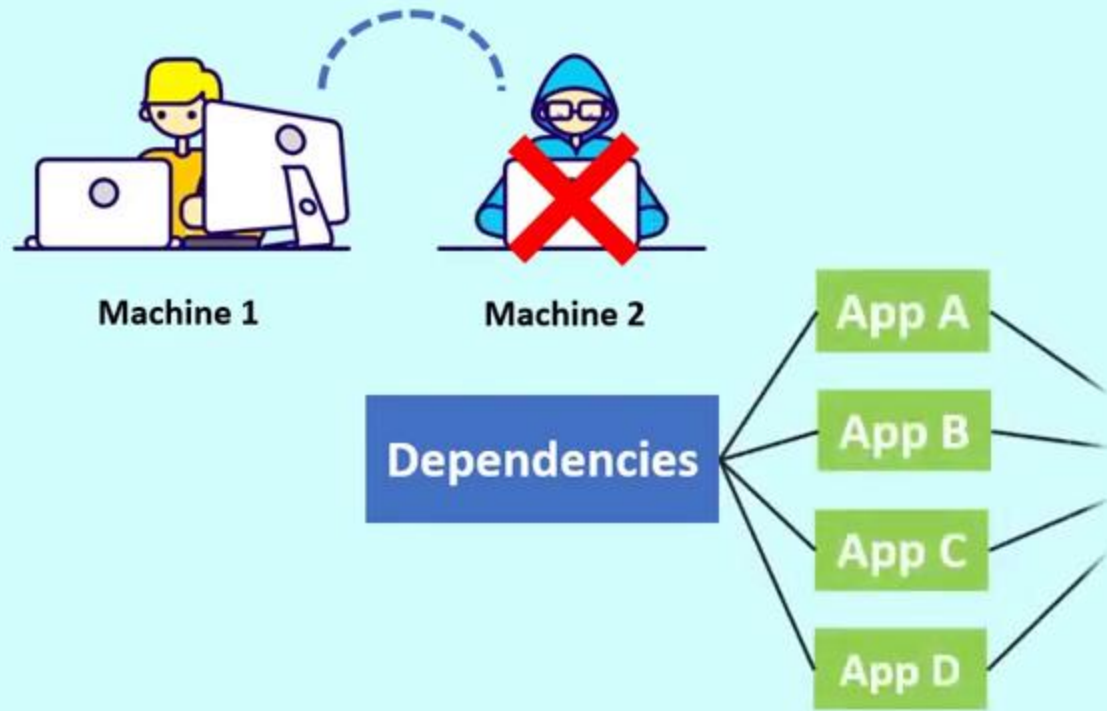 Machine 1
Machine 2
Dependencies
App A
App B
App C
App D